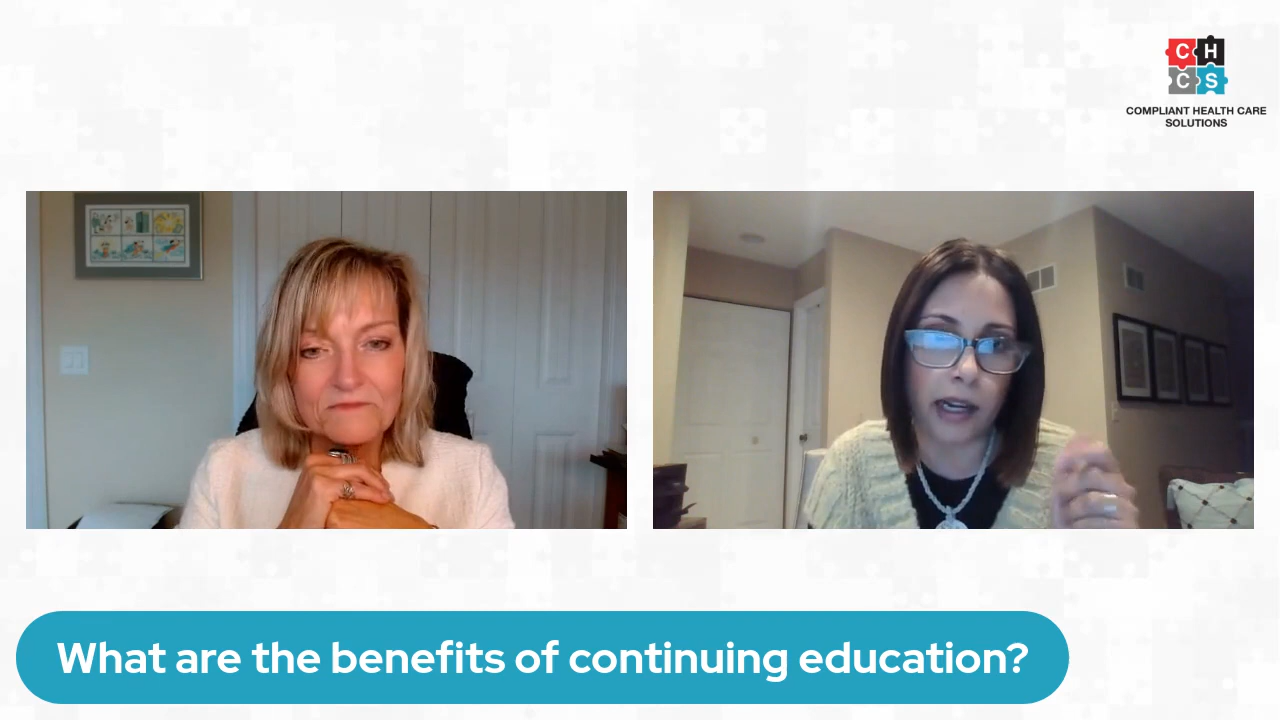 C H
C S
COMPLIANT HEALTH CARE
SOLUTIONS
What are the benefits of continuing education?